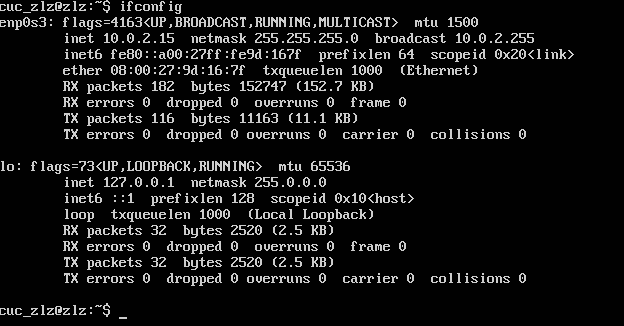 cuc_zlz@zlz:~$ ifconfig
enp0s3: flags=4163<UP,BROADCAST,RUNNING,MULTICAST>  mtu 1500
inet 10.0.2.15  netmask 255.255.255.0  broadcast 10.0.2.255
inet6 fe80::a00:27ff:fe9d:167f  prefixlen 64  scopeid 0x20<link>
ether 08:00:27:9d:16:7f  txqueuelen 1000  (Ethernet)
RX packets 182  bytes 152747 (152.7 KB)
RX errors 0  dropped 0  overruns 0  frame 0
TX packets 116  bytes 11163 (11.1 KB)
TX errors 0  dropped 0 overruns 0  carrier 0  collisions 0
lo: flags=73<UP,LOOPBACK,RUNNING>  mtu 65536
inet 127.0.0.1  netmask 255.0.0.0
inet6 ::1  prefixlen 128  scopeid 0x10<host>
loop  txqueuelen 1000  (Local Loopback)
RX packets 32  bytes 2520 (2.5 KB)
RX errors 0  dropped 0  overruns 0  frame 0
TX packets 32  bytes 2520 (2.5 KB)
TX errors 0  dropped 0 overruns 0  carrier 0  collisions 0
cuc_zlz@zlz:~$ _